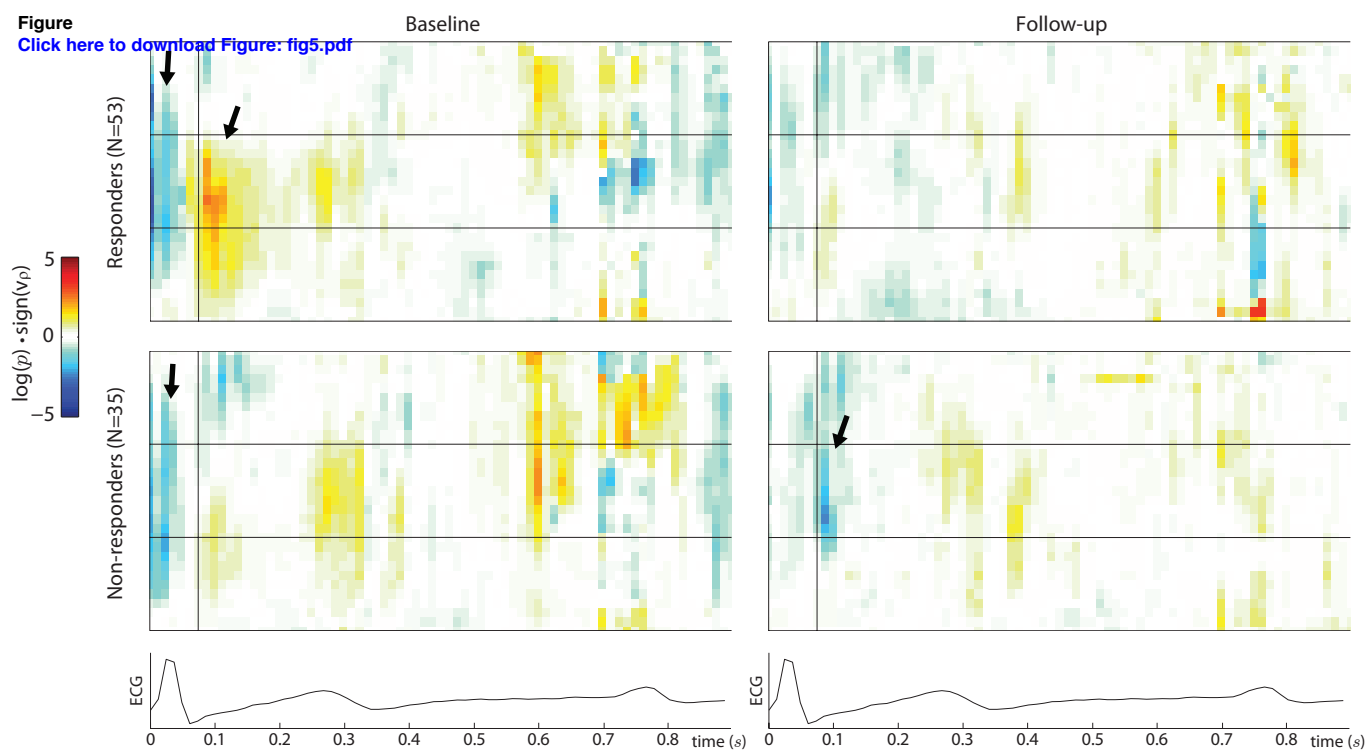 Figure
Click here to download Figure: fig5.pdf
Baseline
Follow-up
Responders (N=53)
Non-responders (N=35)
log(p) • sign(vρ)
5
0
−5
ECG
0 0.1 0.2 0.3 0.4 0.5 0.6 0.7 0.8 time (s)
ECG
0 0.1 0.2 0.3 0.4 0.5 0.6 0.7 0.8 time (s)